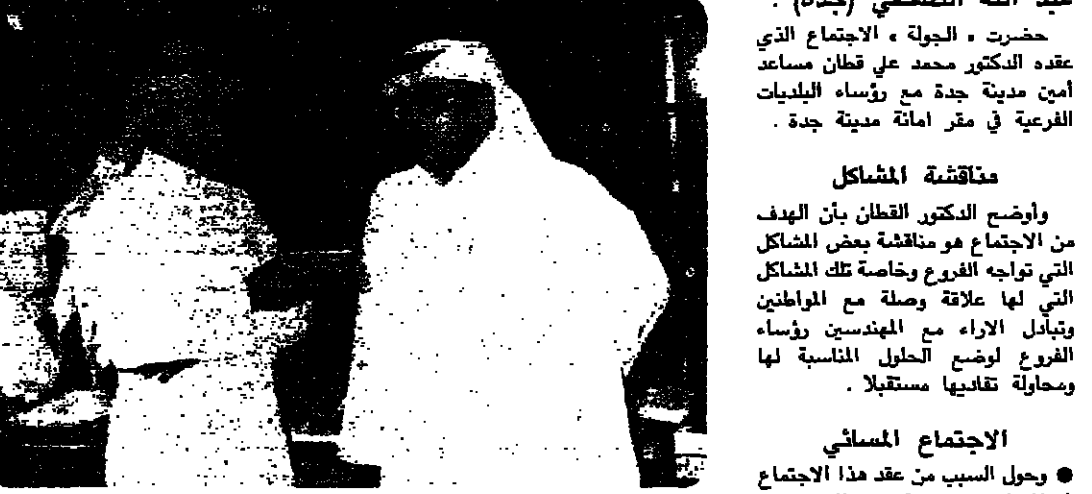 عبد الله (جدة) .
حضرت « الجولة » الاجتماع الذي
عقده الدكتور محمد علي قطان مساعد
أمين مدينة جدة مع رؤساء البلديات
الفرعية في مقر امانة مدينة جدة .
مناقشة المشاكل
وأوضح الدكتور القطان بأن الهدف
من الاجتماع هو مناقشة بعض المشاكل
التي تواجه الفروع وخاصة تلك المشاكل
التي لها علاقة وصلة مع المواطنين
وتبادل الاراء مع المهندسين رؤساء
الفروع لوضع الحلول المناسبة لها
ومحاولة تفاديها مستقبلا .
الاجتماع المسائي
● وحول السبب من عقد هذا الاجتماع